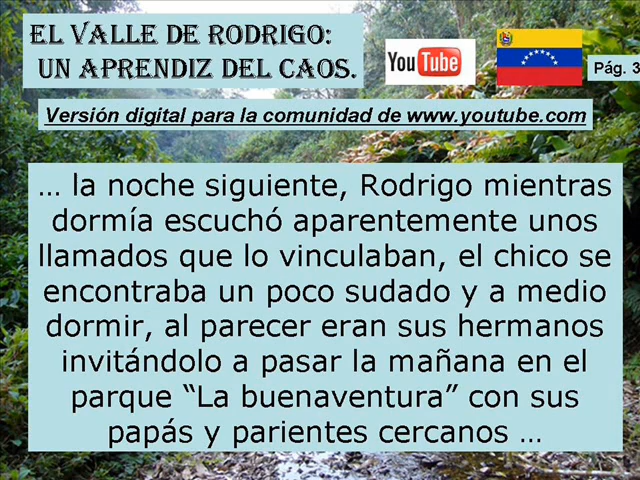 EL VALLE DE RODRIGO:
UN APRENDIZ DEL CAOS.
YouTube
Pág. 3
Versión digital para la comunidad de www.youtube.com
... la noche siguiente, Rodrigo mientras
dormía escuchó aparentemente unos
llamados que lo vinculaban, el chico se
encontraba un poco sudado y a medio
dormir, al parecer eran sus hermanos
invitándolo a pasar la mañana en el
parque “La buenaventura” con sus
papás y parientes cercanos ...